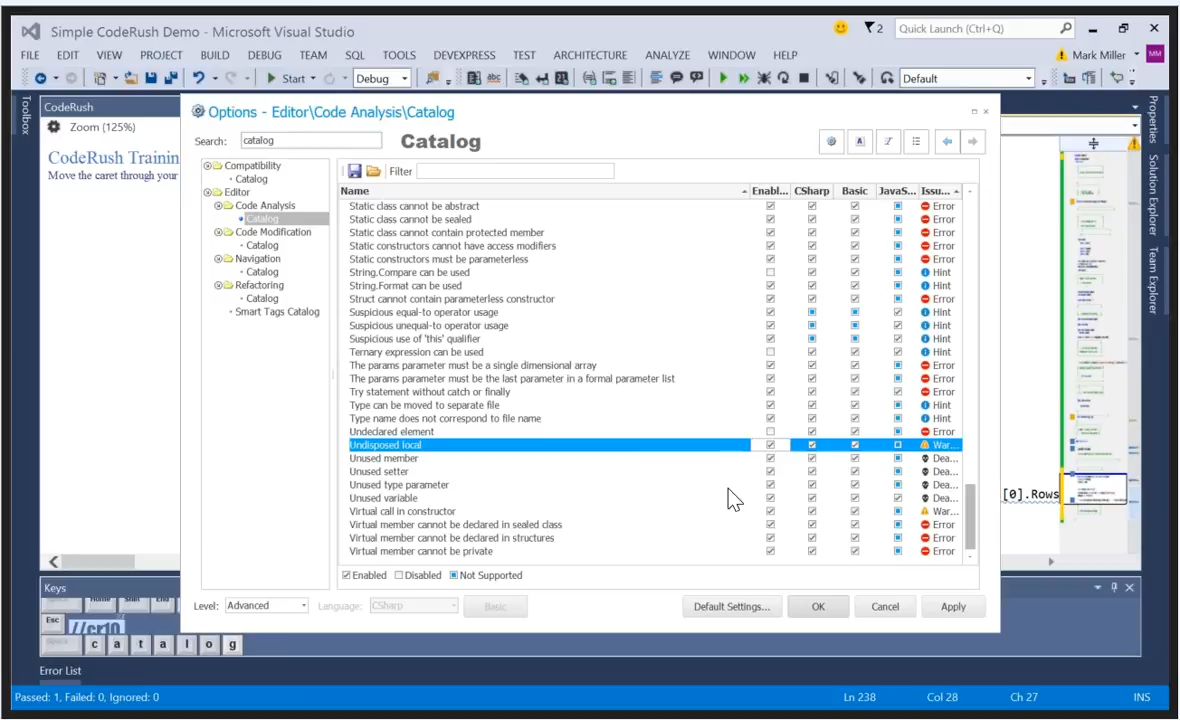 Simple CodeRush Demo - Microsoft Visual Studio
2
Quick Launch (Ctrl+Q)
FILE EDIT VIEW PROJECT BUILD DEBUG TEAM SQL TOOLS DEVEXPRESS TEST ARCHITECTURE ANALYZE WINDOW HELP
Mark Miller MM
Start Debug abc Default
Toolbox
CodeRush
Zoom (125%)
CodeRush Trainin
Move the caret through your
Options - Editor\Code Analysis\Catalog
Search: catalog
Catalog
Filter
Compatibility
Catalog
Editor
Code Analysis
Catalog
Code Modification
Catalog
Navigation
Catalog
Refactoring
Catalog
Smart Tags Catalog
Name Enabl... CSharp Basic JavaS... Issu...
Static class cannot be abstract Error
Static class cannot be sealed Error
Static class cannot contain protected member Error
Static constructors cannot have access modifiers Error
Static constructors must be parameterless Error
String.Compare can be used Hint
String.Format can be used Hint
Struct cannot contain parameterless constructor Error
Suspicious equal-to operator usage Hint
Suspicious unequal-to operator usage Hint
Suspicious use of 'this' qualifier Hint
Ternary expression can be used Hint
The params parameter must be a single dimensional array Error
The params parameter must be the last parameter in a formal parameter list Error
Try statement without catch or finally Error
Type can be moved to separate file Hint
Type name does not correspond to file name Hint
Undeclared element Error
Undisposed local War...
Unused member Dea...
Unused setter Dea...
Unused type parameter Dea...
Unused variable Dea...
Virtual call in constructor War...
Virtual member cannot be declared in sealed class Error
Virtual member cannot be declared in structures Error
Virtual member cannot be private Error
Enabled Disabled Not Supported
Level: Advanced Language: CSharp Basic
Default Settings... OK Cancel Apply
[0].Rows
Properties
Solution Explorer
Team Explorer
Keys
Home Shift End
Esc //cr10
c a t a l o g
Error List
Passed: 1, Failed: 0, Ignored: 0 Ln 238 Col 28 Ch 27 INS